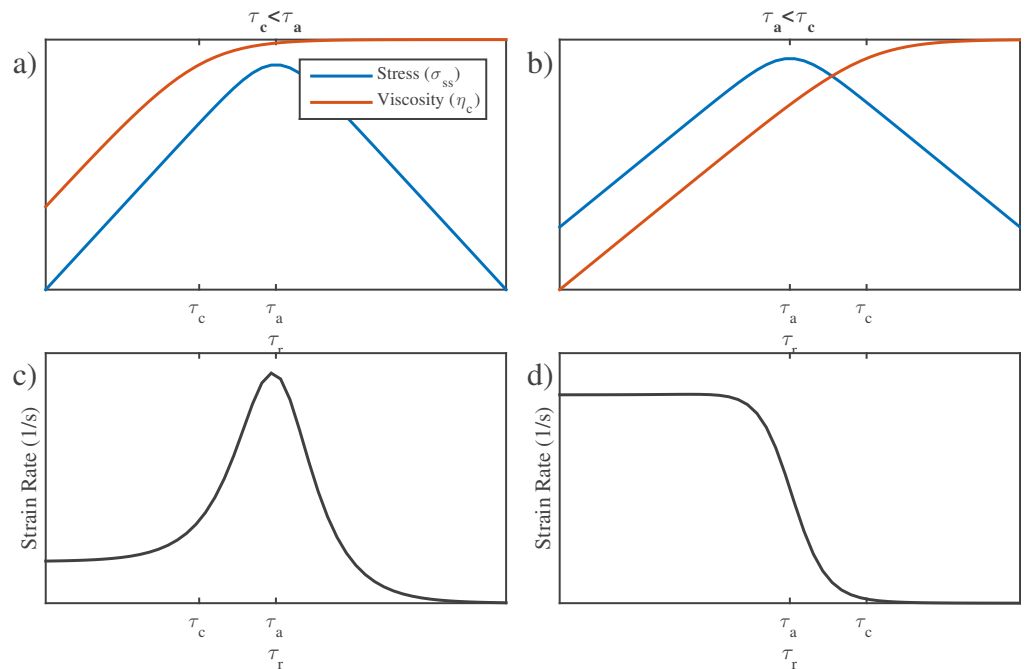 τc<τa
τa<τc
a)
Stress (σss)
Viscosity (ηc)
b)
τc
τa
τr
τa
τc
τr
c)
Strain Rate (1/s)
τc
τa
τr
d)
Strain Rate (1/s)
τa
τc
τr